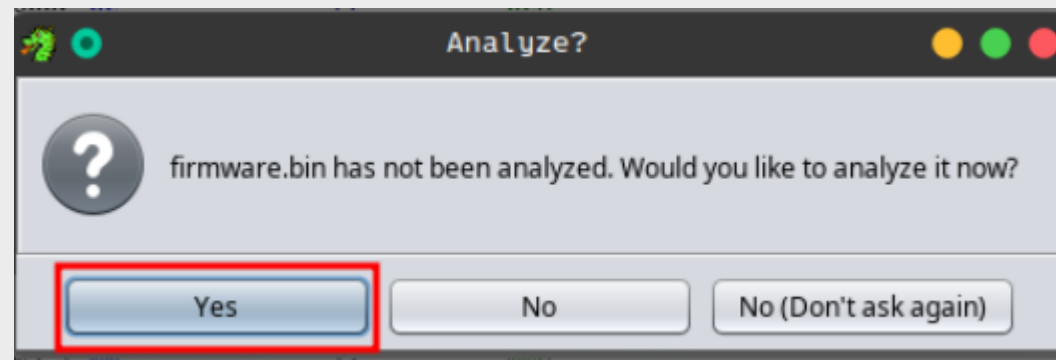 Analyze?
firmware.bin has not been analyzed. Would you like to analyze it now?
Yes
No
No (Don't ask again)